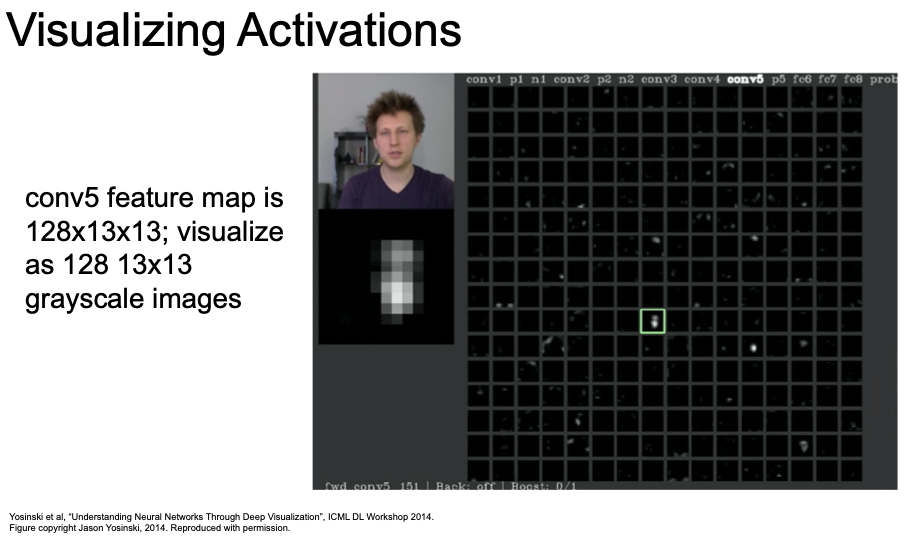 Visualizing Activations
conv1 p1 n1 conv2 p2 n2 conv3 conv4 conv5 p5 fc6 fc7 fc8 prob
conv5 feature map is
128x13x13; visualize
as 128 13x13
grayscale images
fwd conv5_151 | Back: off | Boost: 0/1
Yosinski et al, “Understanding Neural Networks Through Deep Visualization”, ICML DL Workshop 2014.
Figure copyright Jason Yosinski, 2014. Reproduced with permission.